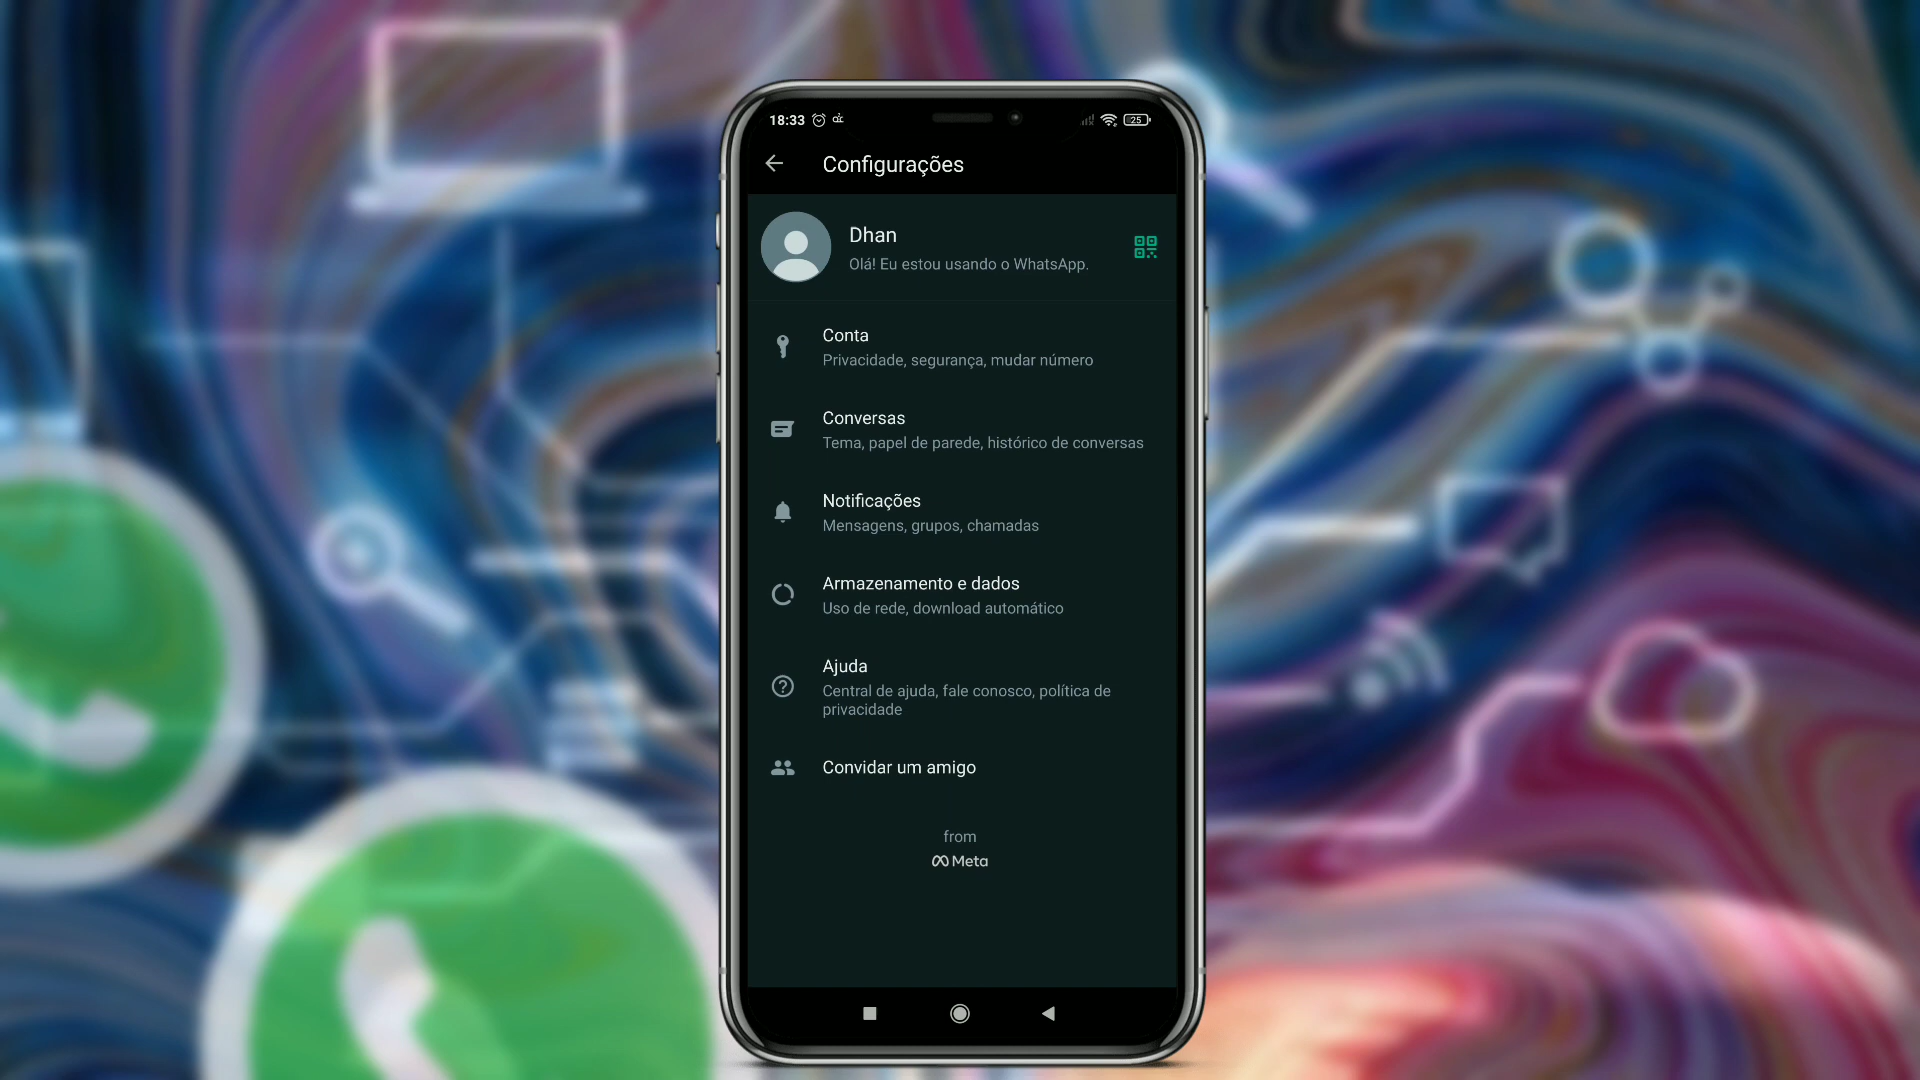 18:33
25
Configurações
Dhan
Olá! Eu estou usando o WhatsApp.
Conta
Privacidade, segurança, mudar número
Conversas
Tema, papel de parede, histórico de conversas
Notificações
Mensagens, grupos, chamadas
Armazenamento e dados
Uso de rede, download automático
Ajuda
Central de ajuda, fale conosco, política de
privacidade
Convidar um amigo
from
Meta